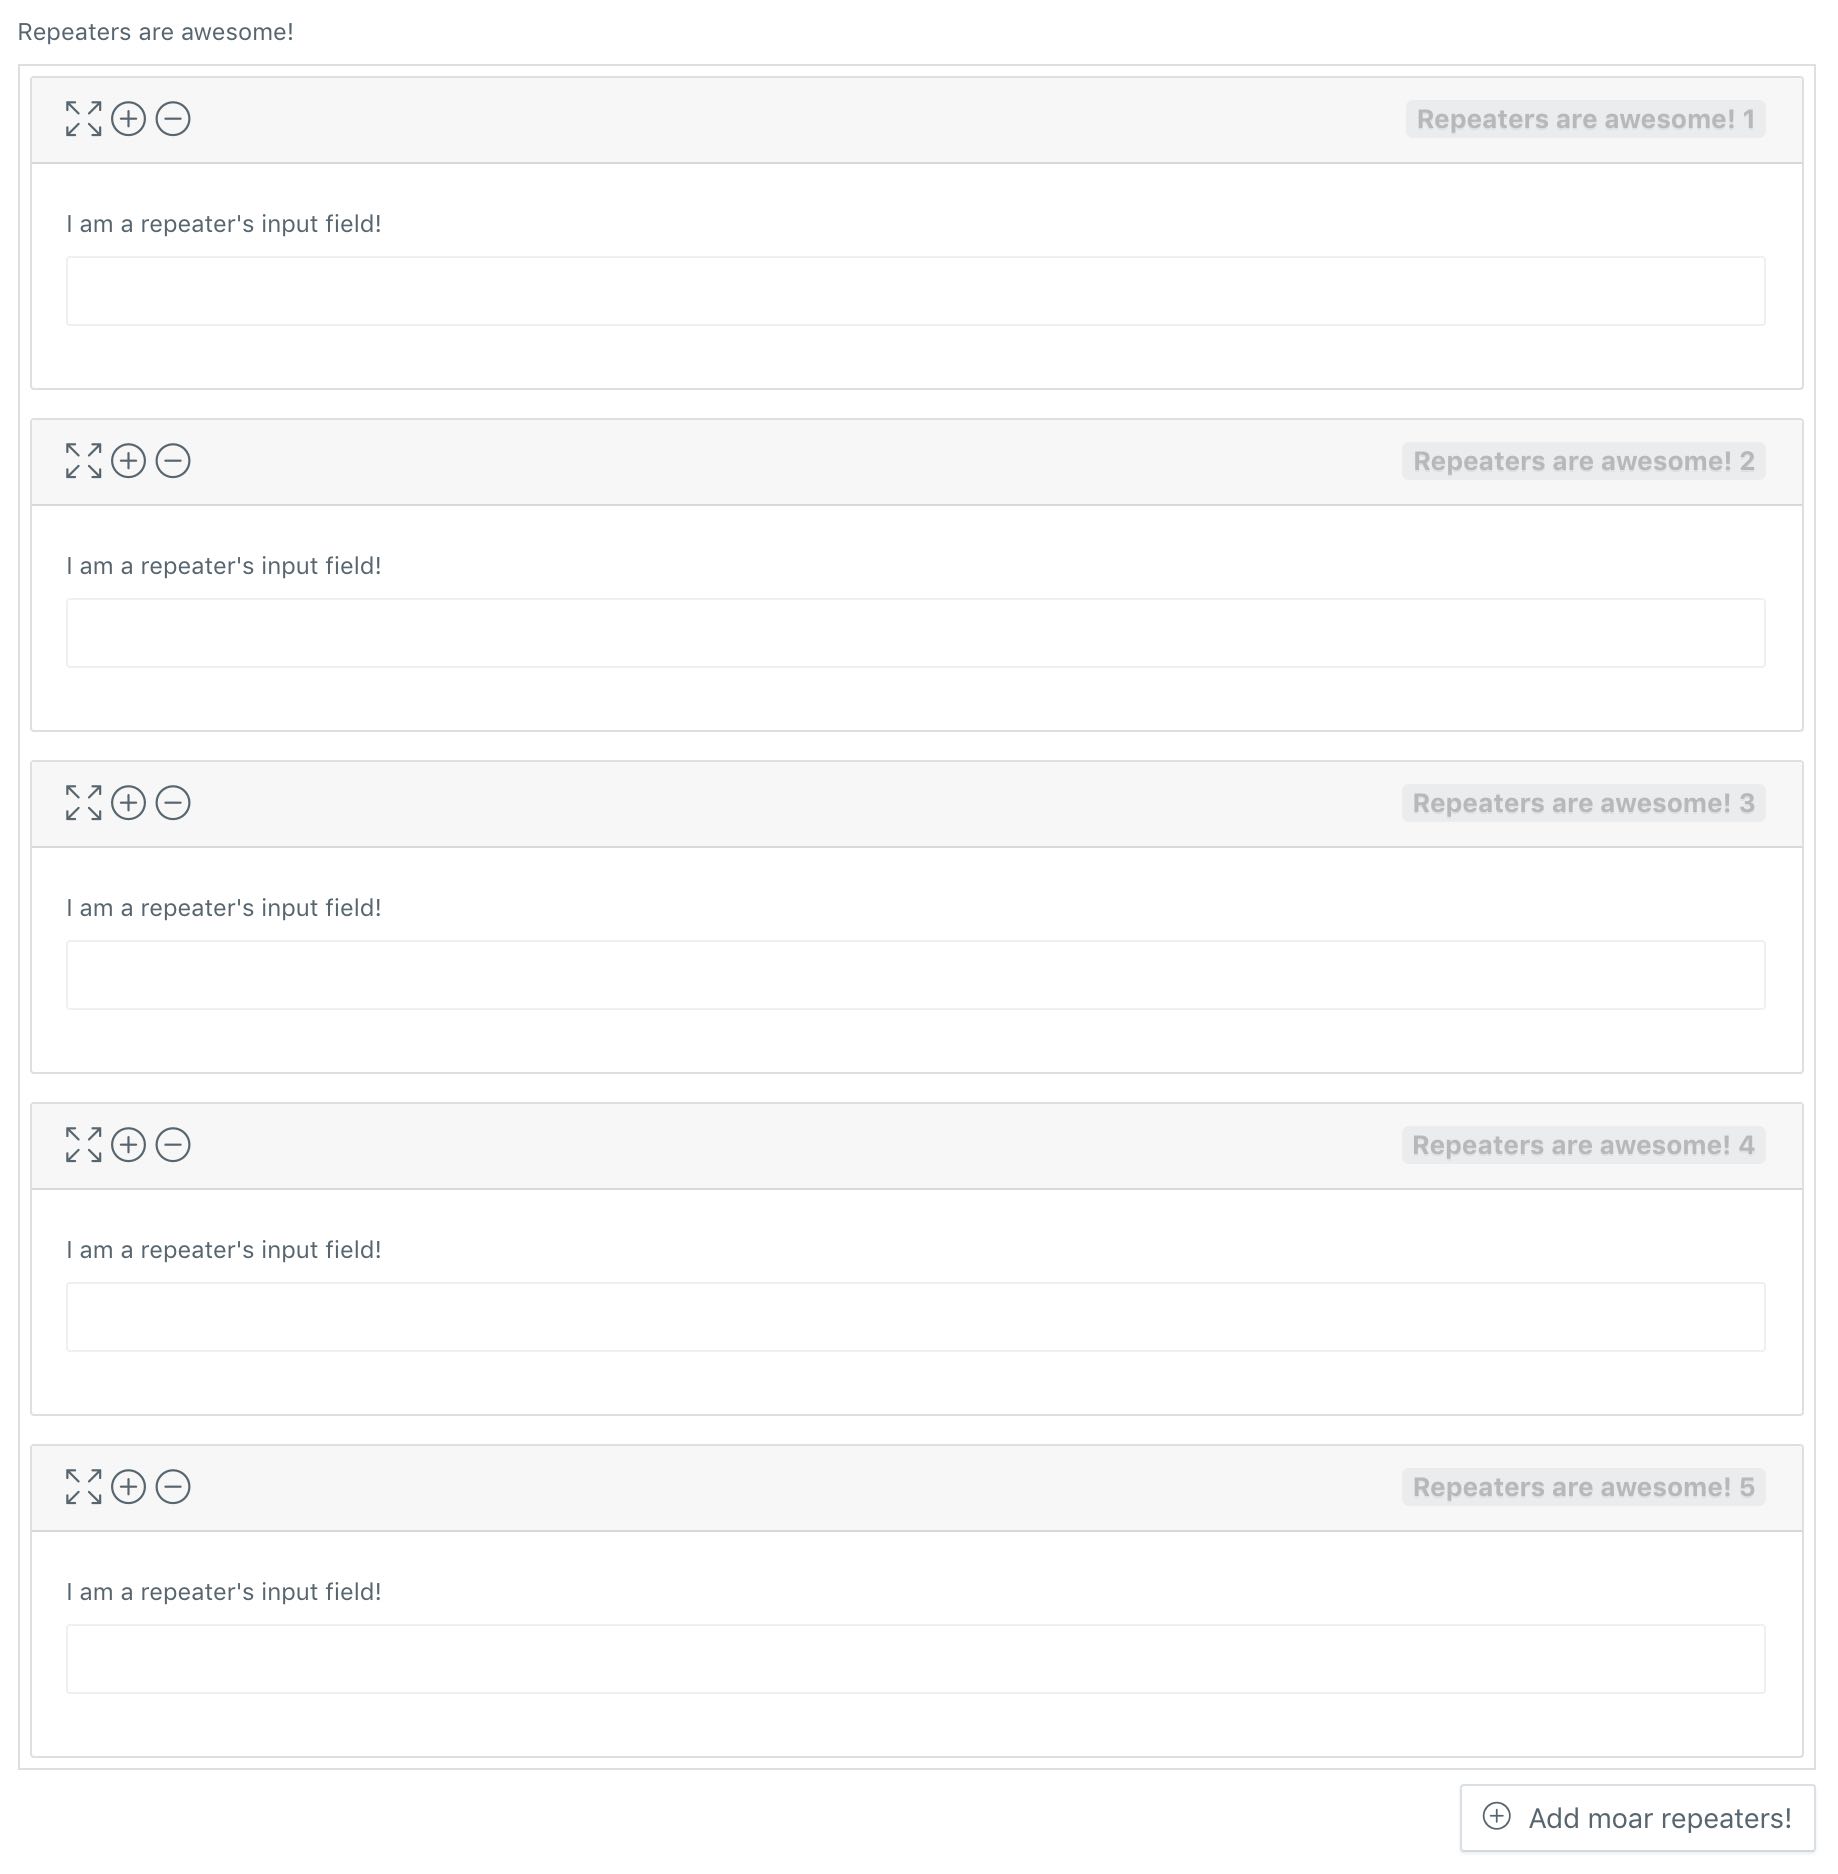 Repeaters are awesome!
Repeaters are awesome! 1
I am a repeater's input field!
Repeaters are awesome! 2
I am a repeater's input field!
Repeaters are awesome! 3
I am a repeater's input field!
Repeaters are awesome! 4
I am a repeater's input field!
Repeaters are awesome! 5
I am a repeater's input field!
Add moar repeaters!